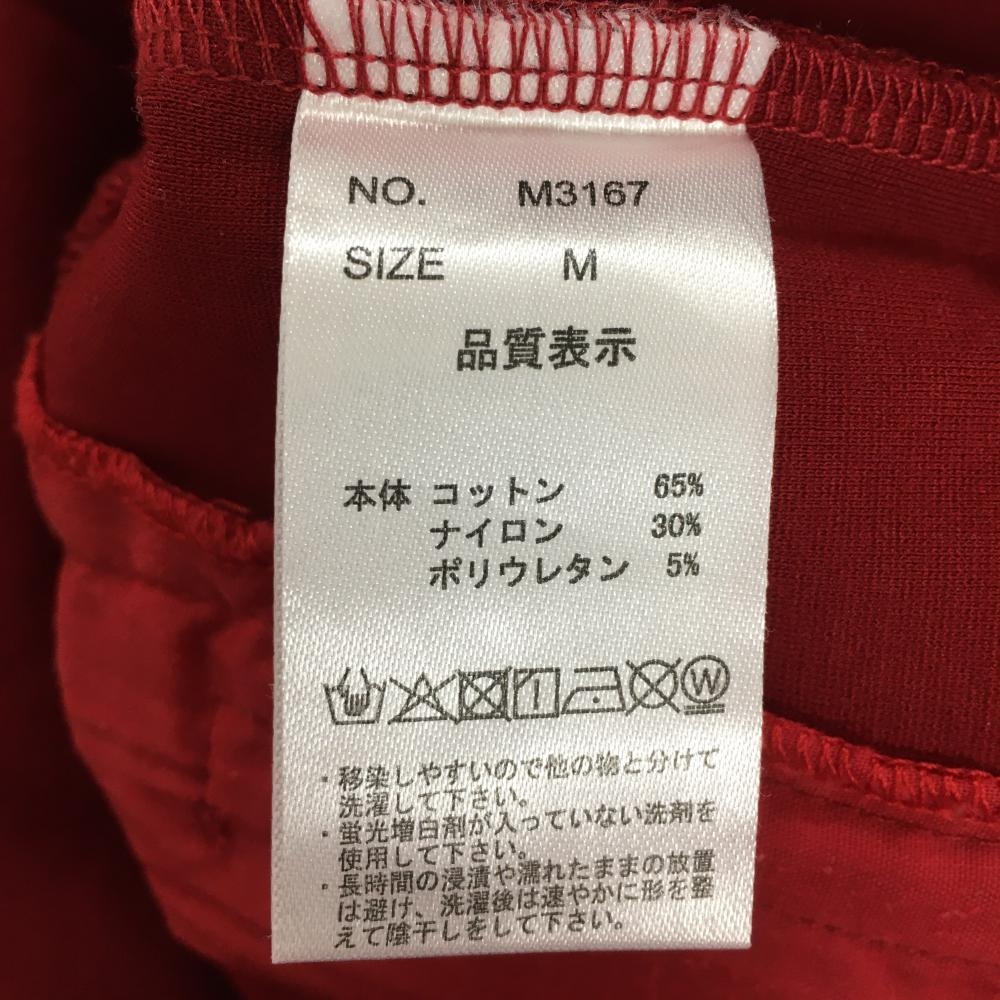 NO. M3167
SIZE M
品質表示
本体 コットン 65%
ナイロン 30%
ポリウレタン 5%
W
・移染しやすいので他の物と分けて
洗濯して下さい。
・蛍光増白剤が入っていない洗剤を
使用して下さい。
・長時間の浸漬や濡れたままの放置
は避け、洗濯後は速やかに形を整
えて陰干しをして下さい。